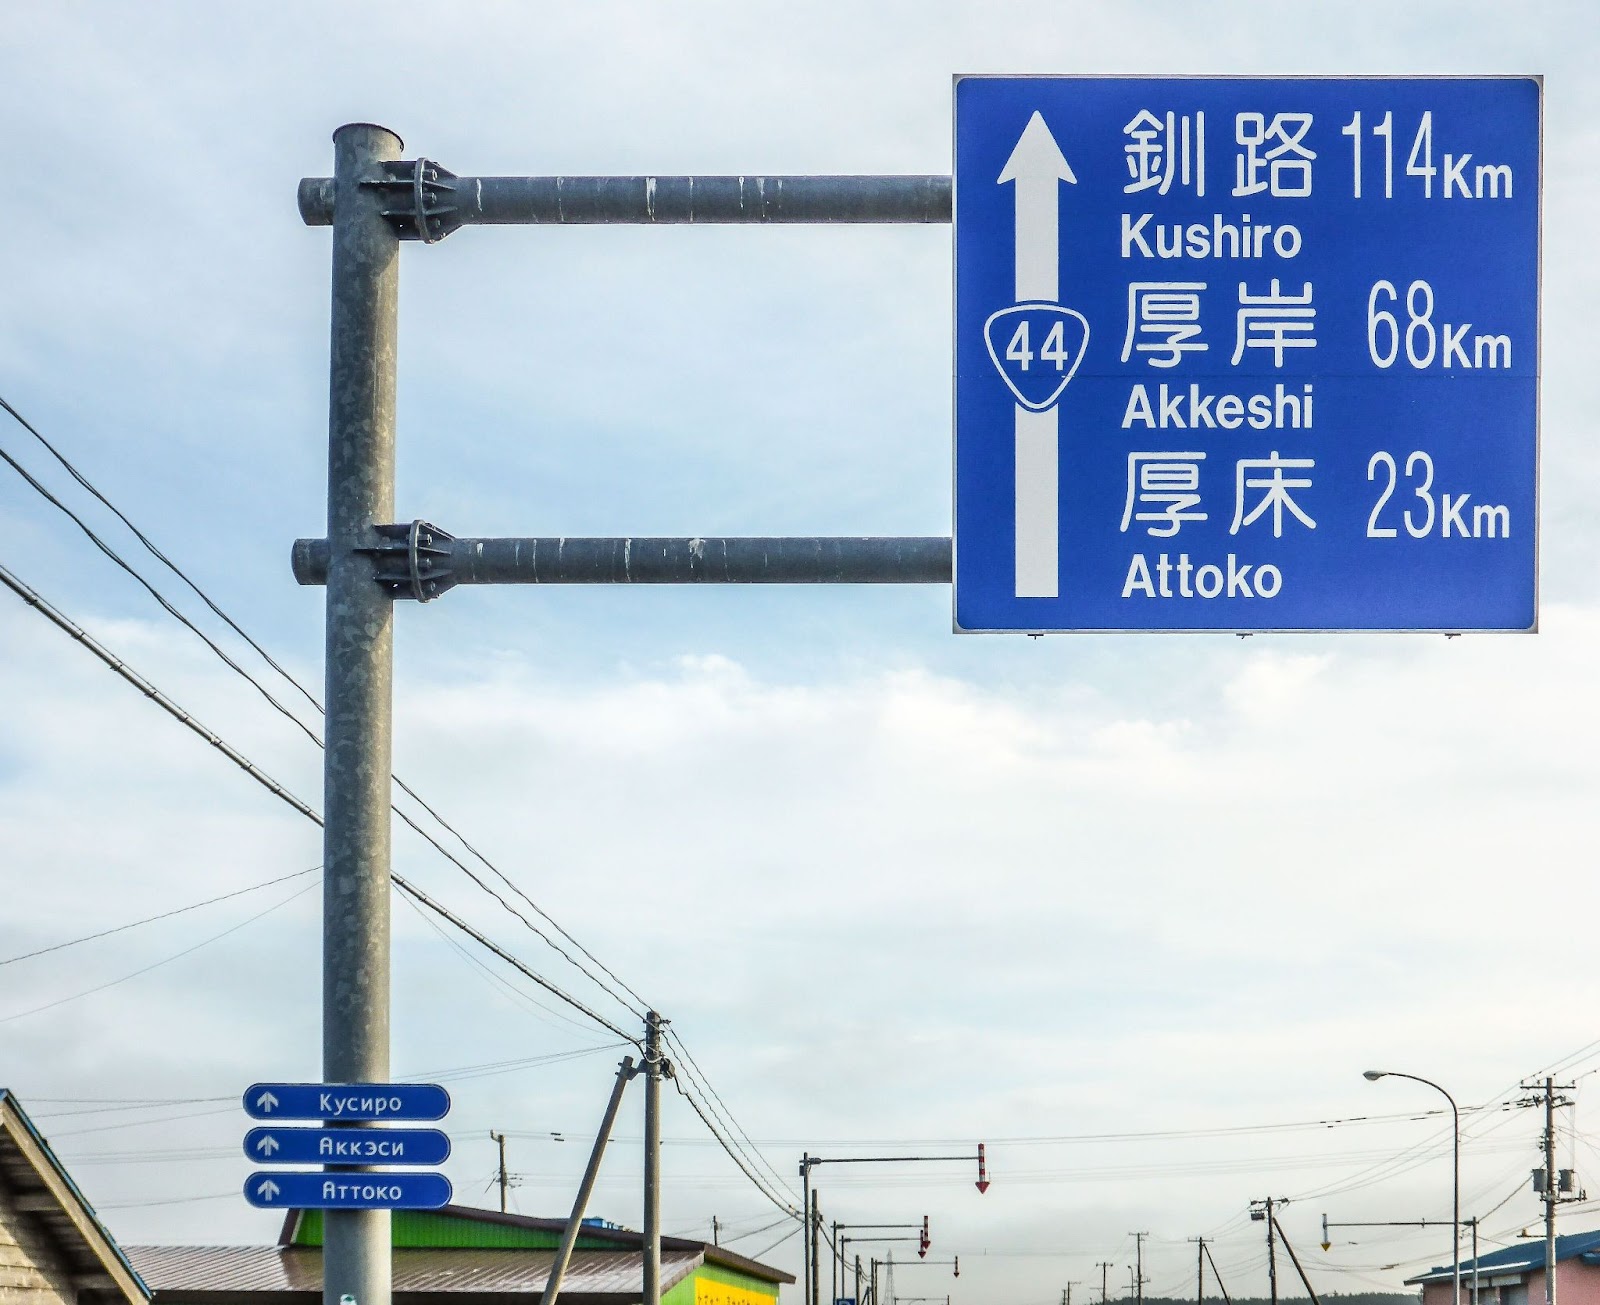 釧路 114Km
Kushiro
厚岸 68Km
Akkeshi
厚床 23Km
Attoko
44
Кусиро
Аккэси
Аттоко